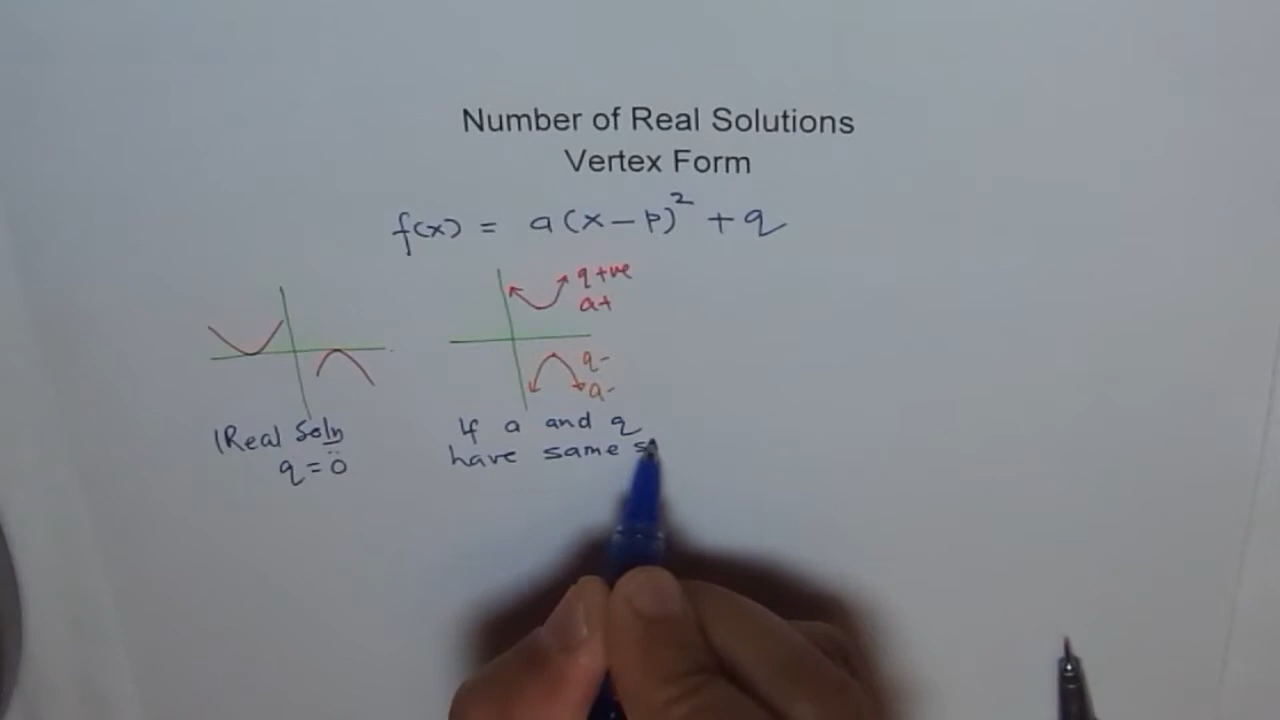 Number of Real Solutions
Vertex Form
f(x) = a(x-p)² + q
q +ve
a+
q-
a-
1 Real Soln
q = 0
If a and q
have same s